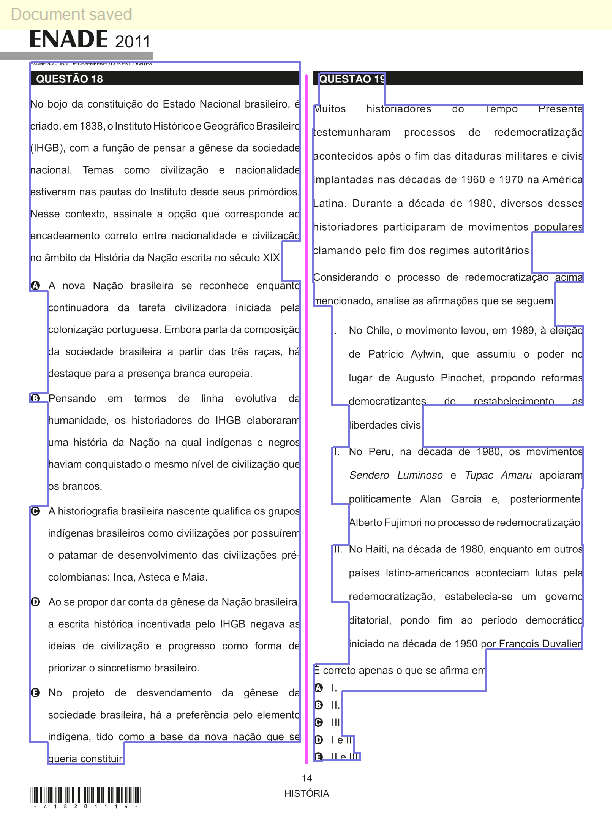 Document saved
ENADE 2011
QUESTÃO 18
No bojo da constituição do Estado Nacional brasileiro, é
criado, em 1838, o Instituto Histórico e Geográfico Brasileiro
(IHGB), com a função de pensar a gênese da sociedade
nacional. Temas como civilização e nacionalidade
estiveram nas pautas do Instituto desde seus primórdios.
Nesse contexto, assinale a opção que corresponde ao
encadeamento correto entre nacionalidade e civilização
no âmbito da História da Nação escrita no século XIX
A A nova Nação brasileira se reconhece enquanto
continuadora da tarefa civilizadora iniciada pela
colonização portuguesa. Embora parta da composição
da sociedade brasileira a partir das três raças, há
destaque para a presença branca europeia.
B Pensando em termos de linha evolutiva da
humanidade, os historiadores do IHGB elaboraram
uma história da Nação na qual indígenas e negros
haviam conquistado o mesmo nível de civilização que
os brancos.
C A historiografia brasileira nascente qualifica os grupos
indígenas brasileiros como civilizações por possuírem
o patamar de desenvolvimento das civilizações pré-
colombianas: Inca, Asteca e Maia.
D Ao se propor dar conta da gênese da Nação brasileira,
a escrita histórica incentivada pelo IHGB negava as
ideias de civilização e progresso como forma de
priorizar o sincretismo brasileiro.
E No projeto de desvendamento da gênese da
sociedade brasileira, há a preferência pelo elemento
indígena, tido como a base da nova nação que se
queria constituir
QUESTÃO 19
Muitos historiadores do Tempo Presente
testemunharam processos de redemocratização
acontecidos após o fim das ditaduras militares e civis
implantadas nas décadas de 1960 e 1970 na América
Latina. Durante a década de 1980, diversos desses
historiadores participaram de movimentos populares
clamando pelo fim dos regimes autoritários
Considerando o processo de redemocratização acima
mencionado, analise as afirmações que se seguem
I. No Chile, o movimento levou, em 1989, à eleição
de Patrício Aylwin, que assumiu o poder no
lugar de Augusto Pinochet, propondo reformas
democratizantes de restabelecimento as
liberdades civis
II. No Peru, na década de 1980, os movimentos
Sendero Luminoso e Tupac Amaru apoiaram
politicamente Alan Garcia e, posteriormente
Alberto Fujimori no processo de redemocratização
III. No Haiti, na década de 1980, enquanto em outros
países latino-americanos aconteciam lutas pela
redemocratização, estabelecia-se um governo
ditatorial, pondo fim ao período democrático
iniciado na década de 1950 por François Duvalier
É correto apenas o que se afirma em
A I.
B II.
C III
D I e II
E II e III
14
HISTÓRIA